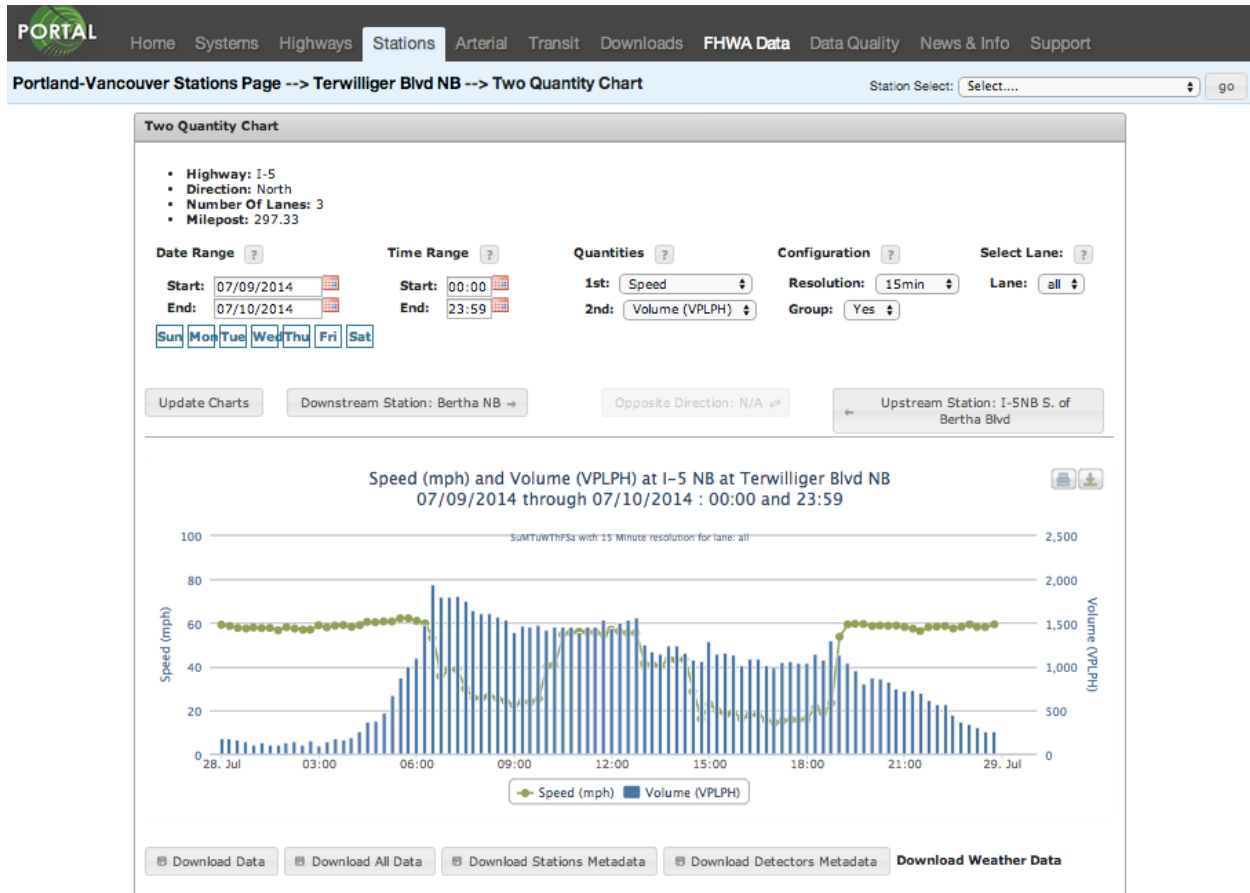 PORTAL
Home Systems Highways Stations Arterial Transit Downloads FHWA Data Data Quality News & Info Support
Portland-Vancouver Stations Page --> Terwilliger Blvd NB --> Two Quantity Chart Station Select: Select.... go
Two Quantity Chart
• Highway: I-5
• Direction: North
• Number Of Lanes: 3
• Milepost: 297.33
Date Range ? Time Range ? Quantities ? Configuration ? Select Lane: ?
Start: 07/09/2014 Start: 00:00 1st: Speed Resolution: 15min Lane: all
End: 07/10/2014 End: 23:59 2nd: Volume (VPLPH) Group: Yes
Sun Mon Tue Wed Thu Fri Sat
Update Charts Downstream Station: Bertha NB → Opposite Direction: N/A ⇌ ← Upstream Station: I-5NB S. of
Bertha Blvd
Speed (mph) and Volume (VPLPH) at I-5 NB at Terwilliger Blvd NB
07/09/2014 through 07/10/2014 : 00:00 and 23:59
SuMTuWThFSa with 15 Minute resolution for lane: all
100 2,500
80 2,000
60 1,500
40 1,000
20 500
0 0
Speed (mph)
Volume (VPLPH)
28. Jul 03:00 06:00 09:00 12:00 15:00 18:00 21:00 29. Jul
Speed (mph) Volume (VPLPH)
Download Data Download All Data Download Stations Metadata Download Detectors Metadata Download Weather Data